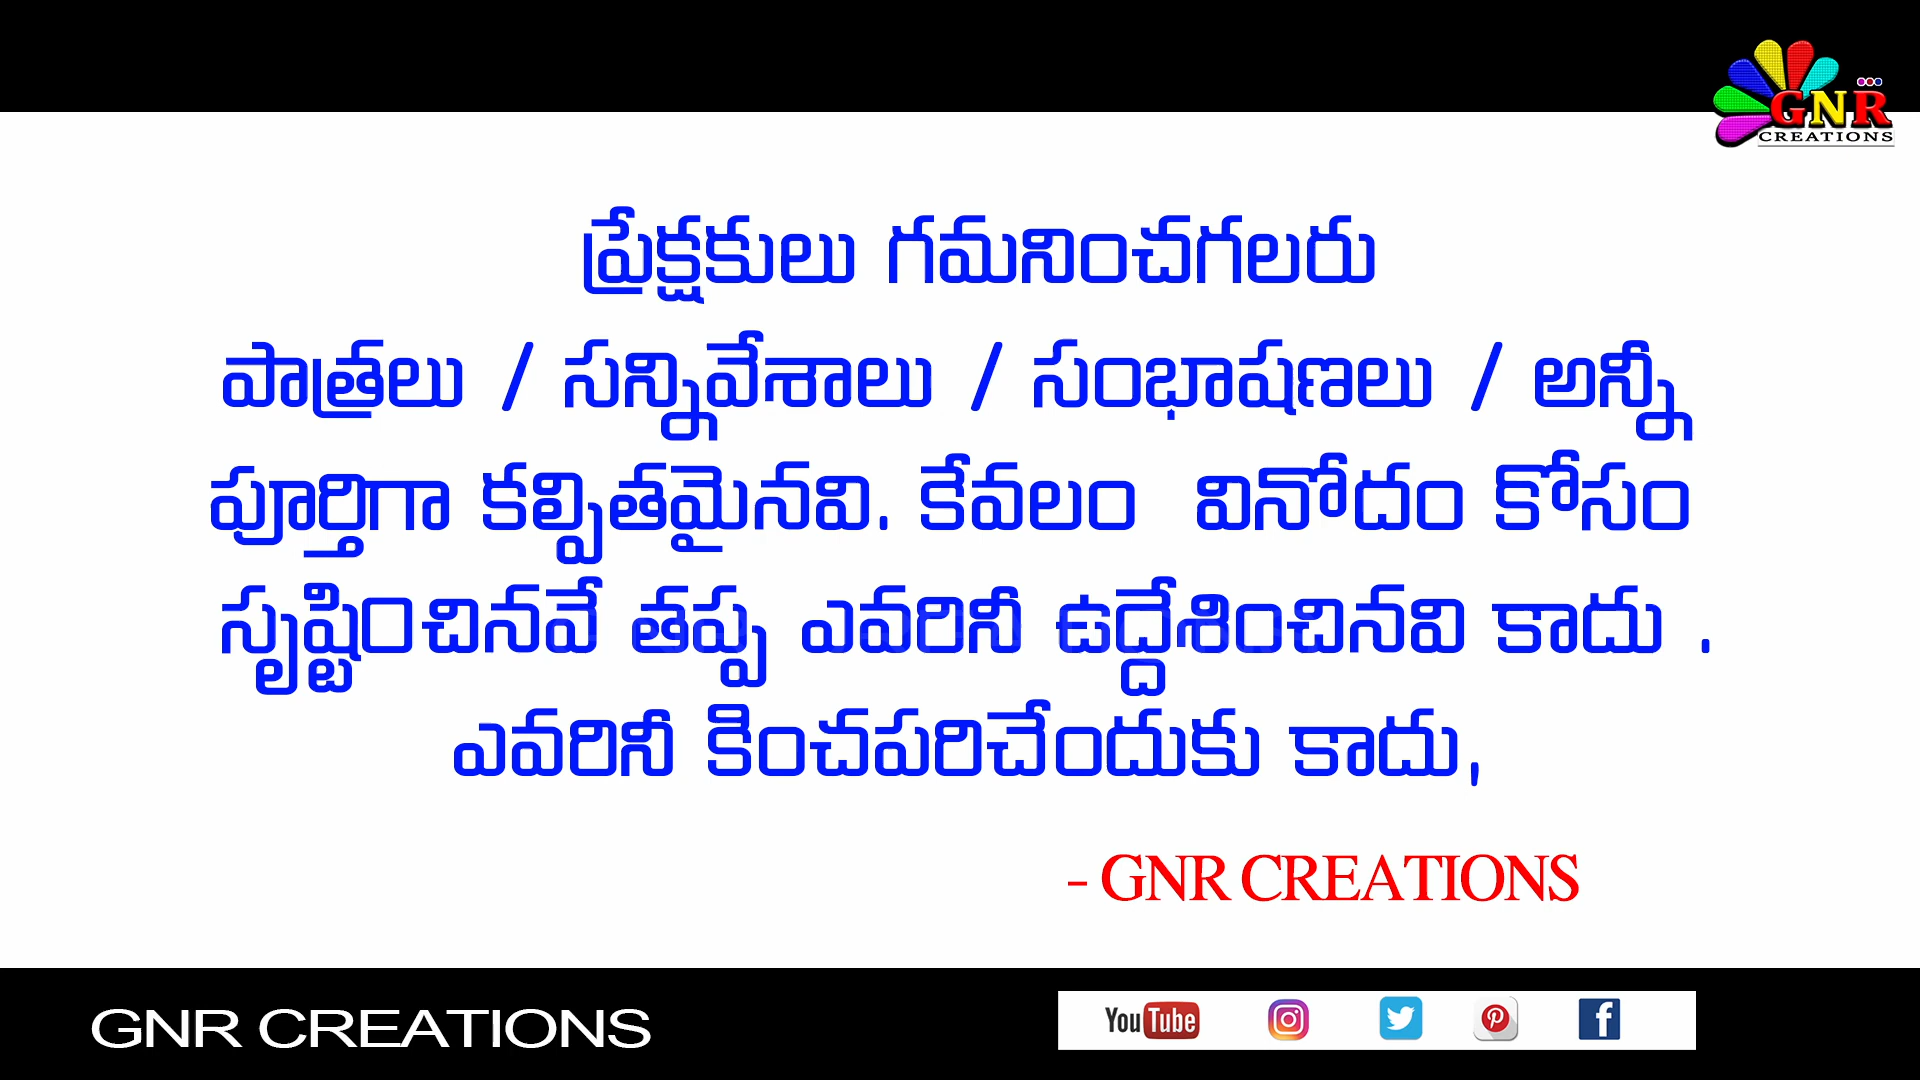 GNR
CREATIONS
ప్రేక్షకులు గమనించగలరు
పాత్రలు / సన్నివేశాలు / సంభాషణలు / అన్నీ
పూర్తిగా కల్పితమైనవి. కేవలం వినోదం కోసం
సృష్టించినవే తప్ప ఎవరినీ ఉద్దేశించినవి కాదు .
ఎవరినీ కించపరిచేందుకు కాదు,
- GNR CREATIONS
GNR CREATIONS
YouTube